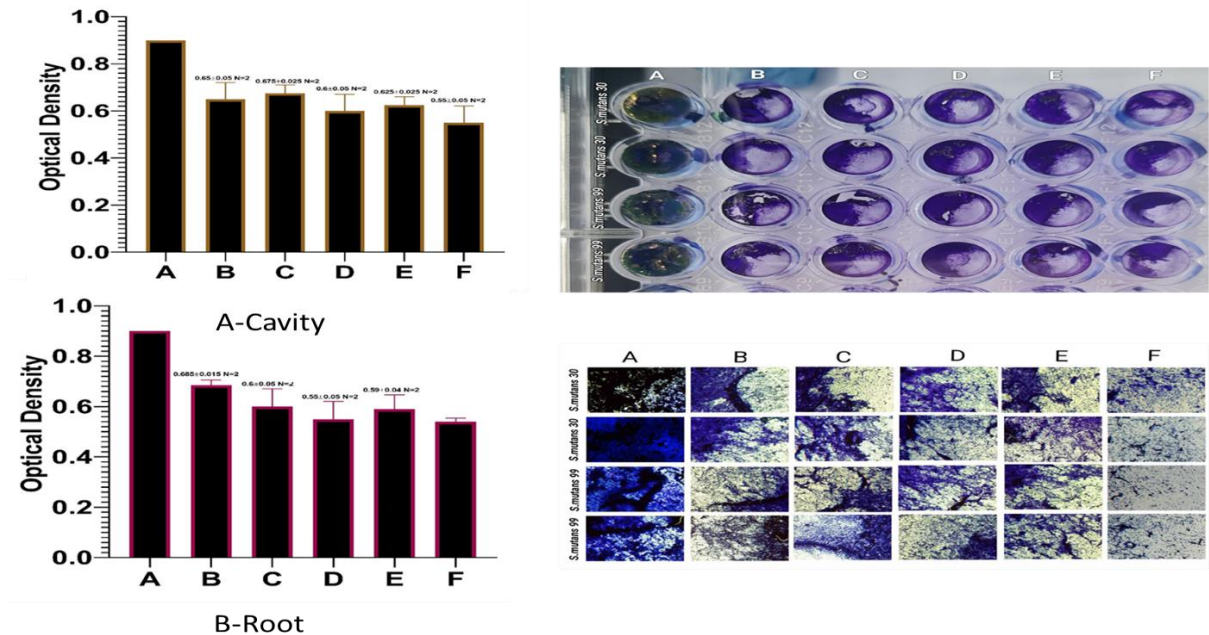 1.0
0.8
0.6
0.4
0.2
0.0
Optical Density
0.65±0.05 N=2
0.675±0.025 N=2
0.6±0.05 N=2
0.625±0.025 N=2
0.55±0.05 N=2
A B C D E F
A-Cavity
1.0
0.8
0.6
0.4
0.2
0.0
Optical Density
0.685±0.015 N=2
0.6±0.05 N=2
0.55±0.05 N=2
0.59±0.04 N=2
A B C D E F
B-Root
A B C D E F
S.mutans 30
S.mutans 30
S.mutans 99
S.mutans 99
A B C D E F
S.mutans 30
S.mutans 30
S.mutans 99
S.mutans 99